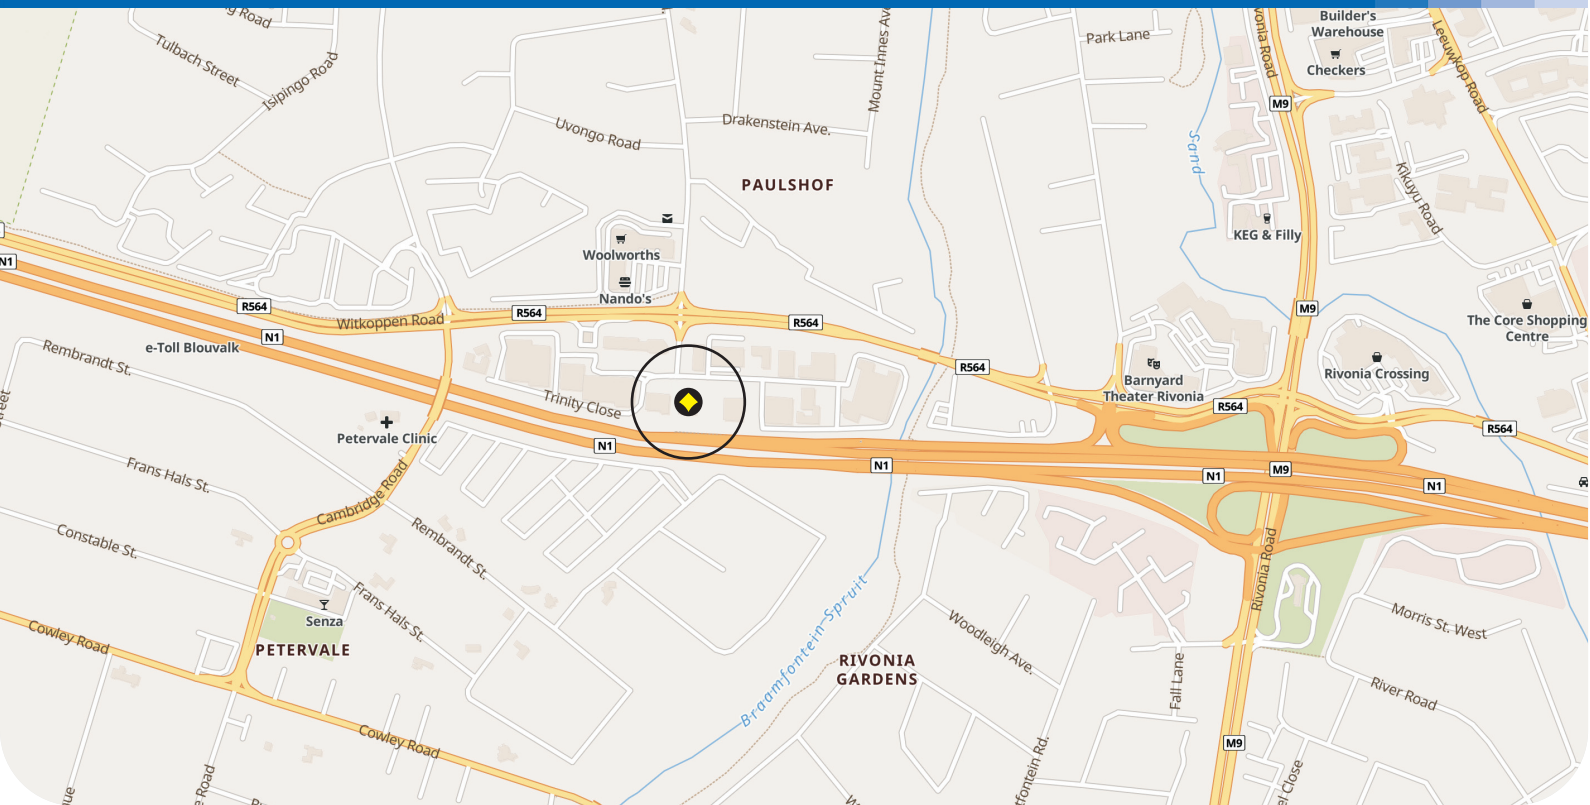 Road
Tulbach Street
Isipingo Road
Mount Innes Ave
Park Lane
Rivonia Road
Builder's
Warehouse
Checkers
Leeuwkop Road
M9
Uvongo Road
Drakenstein Ave.
Sand
PAULSHOF
Kikuyu Road
KEG & Filly
Woolworths
Nando's
N1
R564
R564
R564
M9
Witkoppen Road
N1
e-Toll Blouvalk
The Core Shopping
Centre
Rembrandt St.
R564
Barnyard
Theater Rivonia
Rivonia Crossing
Trinity Close
R564
R564
Petervale Clinic
N1
N1
M9
N1
N1
Frans Hals St.
Cambridge Road
Constable St.
Rembrandt St.
Rivonia Road
Frans Hals St.
Senza
Braamfontein Spruit
Woodleigh Ave.
Morris St. West
Cowley Road
PETERVALE
RIVONIA
GARDENS
Fall Lane
River Road
Cowley Road
M9